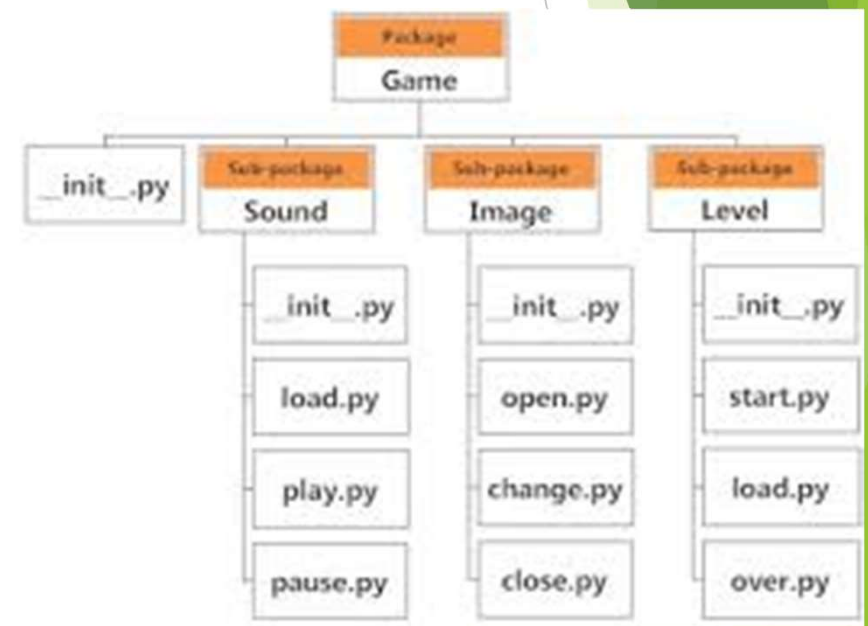 Package
Game
__init__.py
Sub-package
Sound
Sub-package
Image
Sub-package
Level
__init__.py
__init__.py
__init__.py
load.py
open.py
start.py
play.py
change.py
load.py
pause.py
close.py
over.py